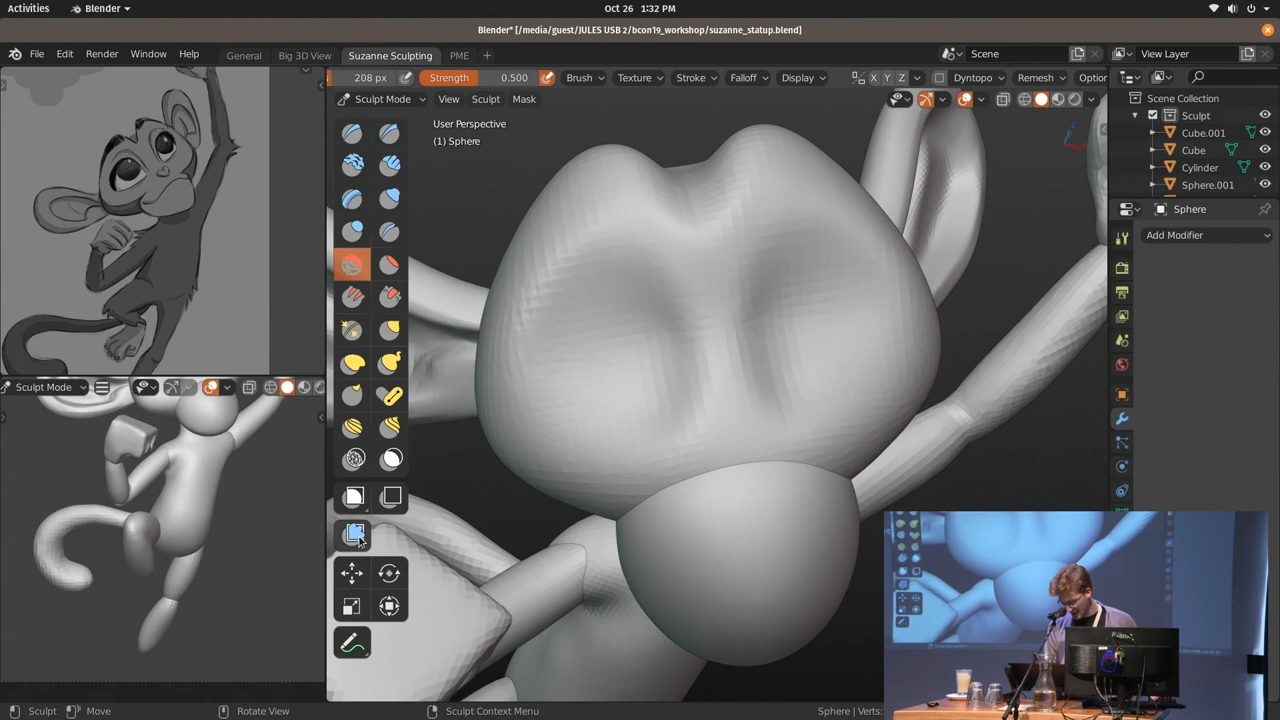 Activities Blender Oct 26 1:32 PM
Blender* [/media/guest/JULES USB 2/bcon19_workshop/suzanne_statup.blend]
File Edit Render Window Help General Big 3D View Suzanne Sculpting PME + Scene View Layer
208 px Strength 0.500 Brush Texture Stroke Falloff Display X Y Z Dyntopo Remesh Optior
Sculpt Mode View Sculpt Mask
User Perspective
(1) Sphere
Scene Collection
Sculpt
Cube.001
Cube
Cylinder
Sphere.001
Sphere
Add Modifier
Sculpt Mode
Sculpt Move Rotate View Sculpt Context Menu Sphere | Verts: